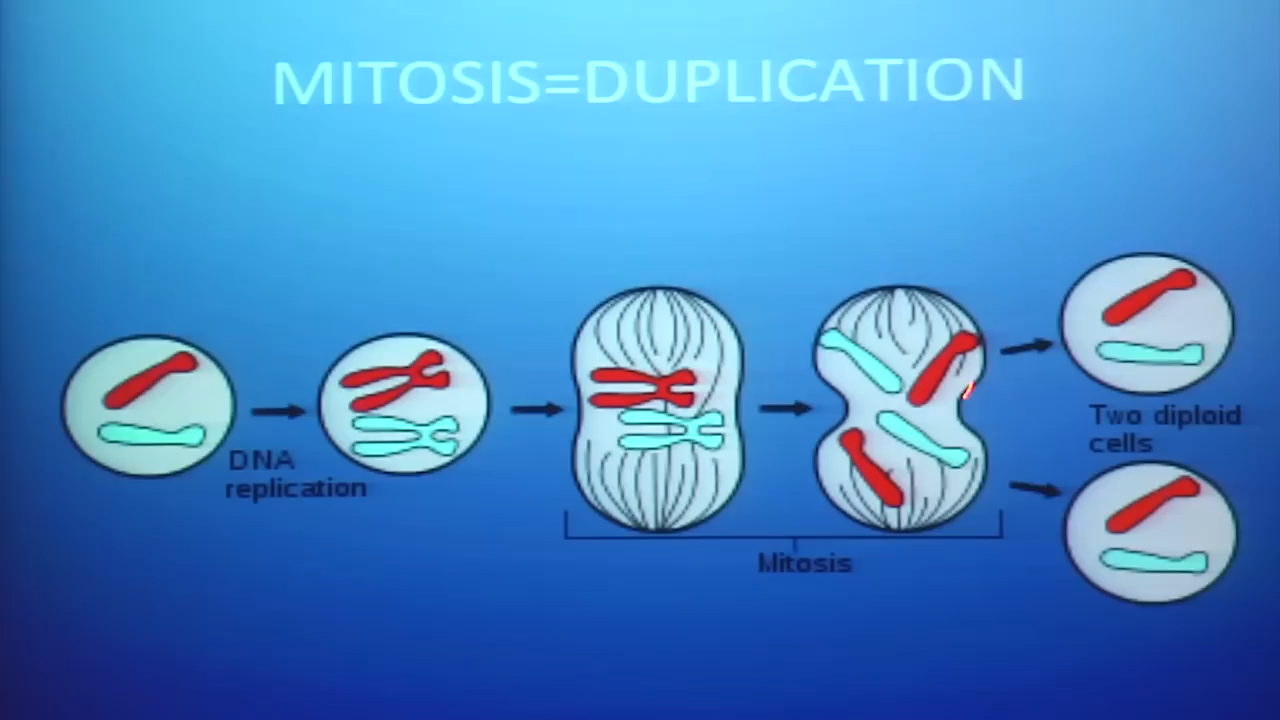 MITOSIS=DUPLICATION
DNA
replication
Mitosis
Two diploid
cells